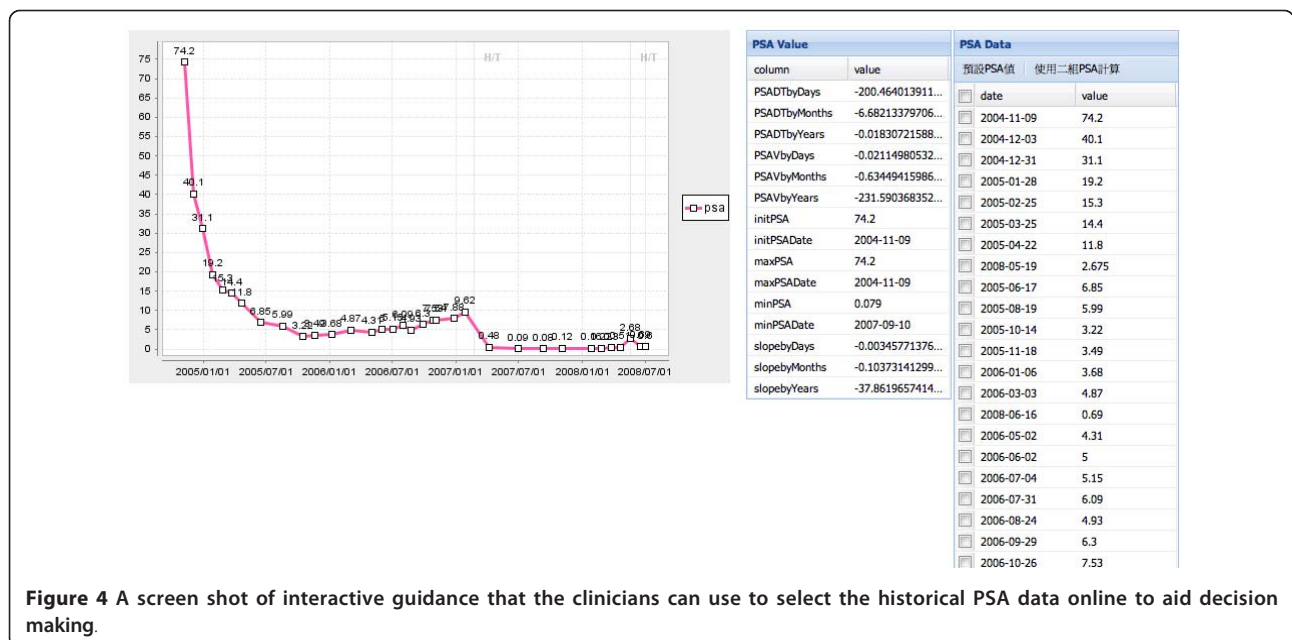 74.2
H/T
H/T
75
70
65
60
55
50
45
40
35
30
25
20
15
10
5
0
40.1
31.1
19.2
15.3
14.4
11.8
6.85
5.99
3.68
4.87
4.31
7.88
9.62
0.48
0.09
0.08
0.12
2.68
psa
2005/01/01
2005/07/01
2006/01/01
2006/07/01
2007/01/01
2007/07/01
2008/01/01
2008/07/01
PSA Value
column value
PSADTbyDays -200.464013911...
PSADTbyMonths -6.68213379706...
PSADTbyYears -0.01830721588...
PSAVbyDays -0.02114980532...
PSAVbyMonths -0.63449415986...
PSAVbyYears -231.590368352...
initPSA 74.2
initPSADate 2004-11-09
maxPSA 74.2
maxPSADate 2004-11-09
minPSA 0.079
minPSADate 2007-09-10
slopebyDays -0.00345771376...
slopebyMonths -0.10373141299...
slopebyYears -37.8619657414...
PSA Data
預設PSA值 使用二組PSA計算
date value
2004-11-09 74.2
2004-12-03 40.1
2004-12-31 31.1
2005-01-28 19.2
2005-02-25 15.3
2005-03-25 14.4
2005-04-22 11.8
2008-05-19 2.675
2005-06-17 6.85
2005-08-19 5.99
2005-10-14 3.22
2005-11-18 3.49
2006-01-06 3.68
2006-03-03 4.87
2008-06-16 0.69
2006-05-02 4.31
2006-06-02 5
2006-07-04 5.15
2006-07-31 6.09
2006-08-24 4.93
2006-09-29 6.3
2006-10-26 7.53
Figure 4 A screen shot of interactive guidance that the clinicians can use to select the historical PSA data online to aid decision
making.